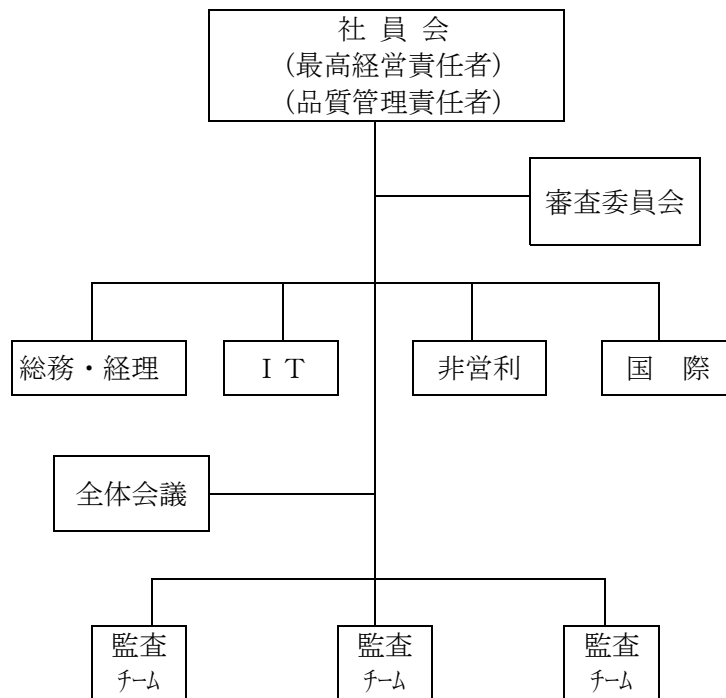 社 員 会
(最高経営責任者)
(品質管理責任者)
審査委員会
総務・経理
ＩＴ
非営利
国　際
全体会議
監査
ﾁｰﾑ
監査
ﾁｰﾑ
監査
ﾁｰﾑ